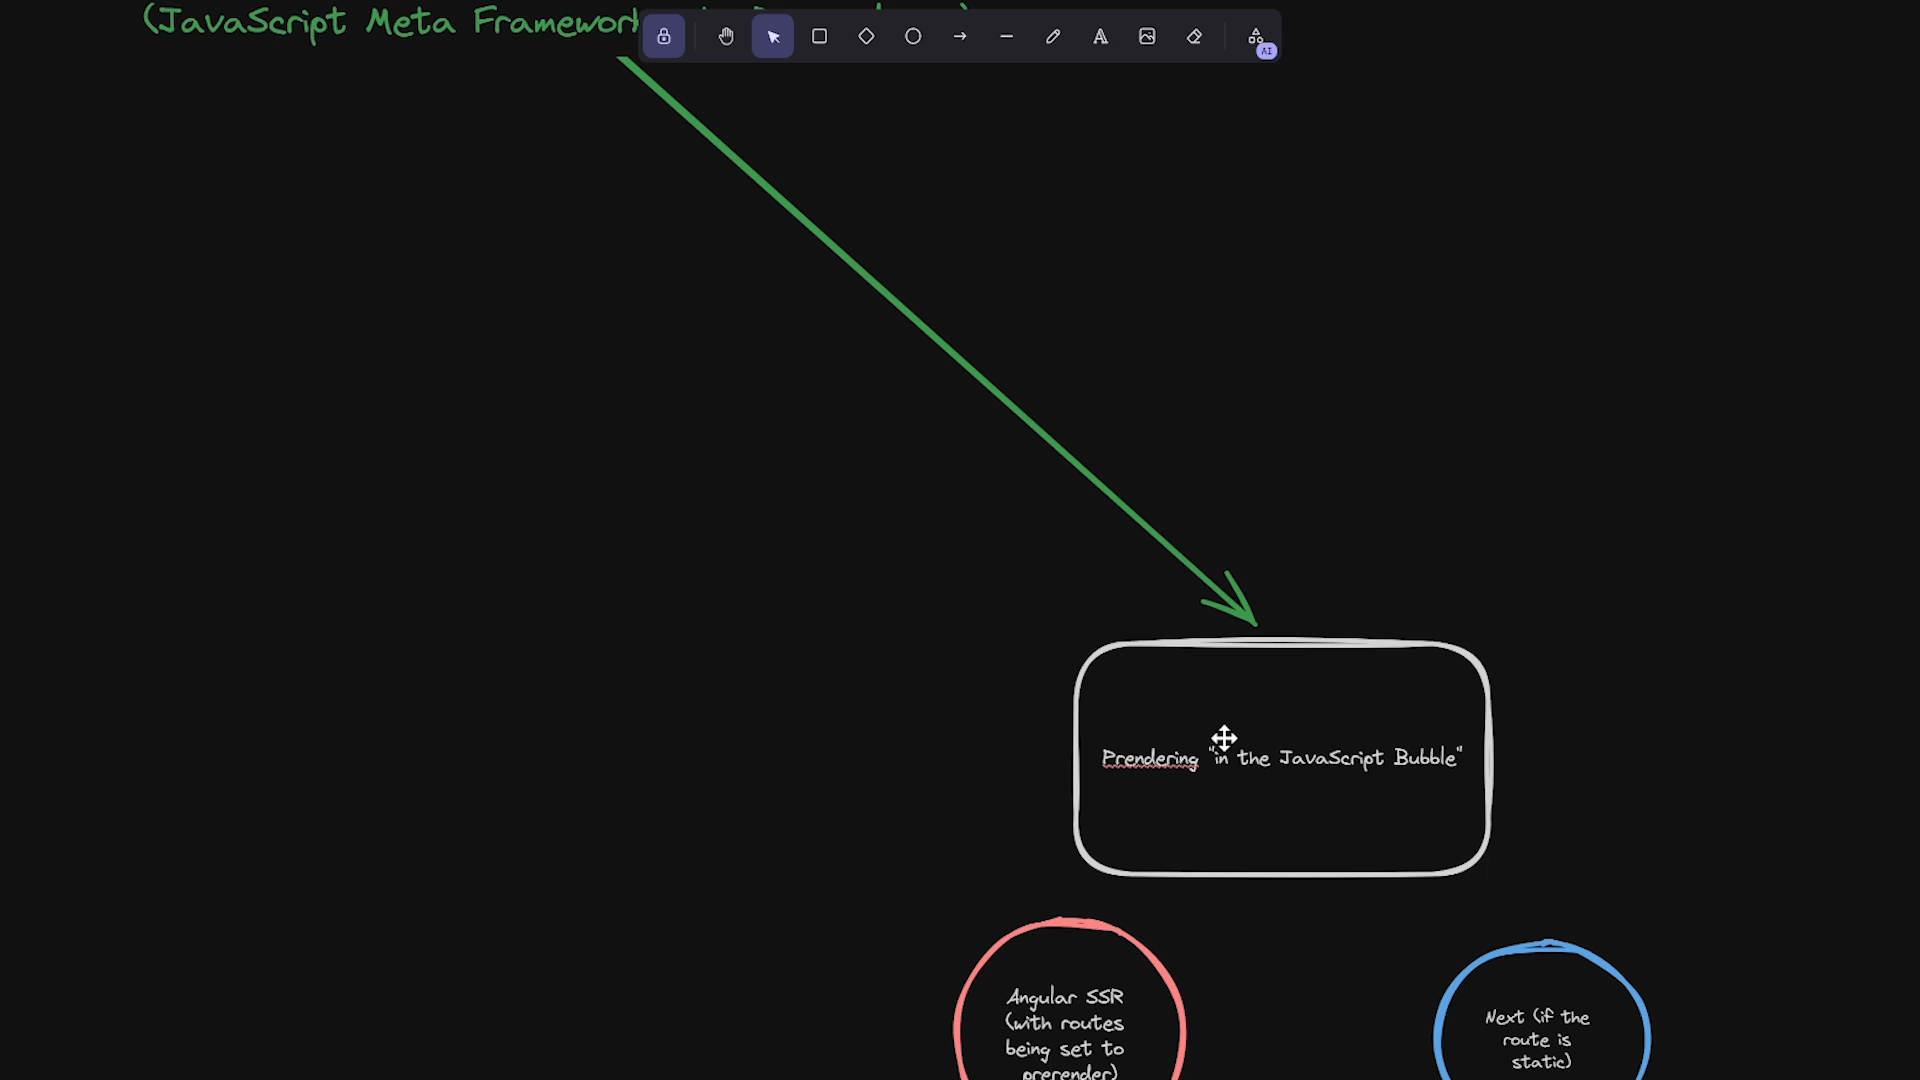 (JavaScript Meta Framework
AI
Prendering "in the JavaScript Bubble"
Angular SSR
(with routes
being set to
prerender)
Next (if the
route is
static)